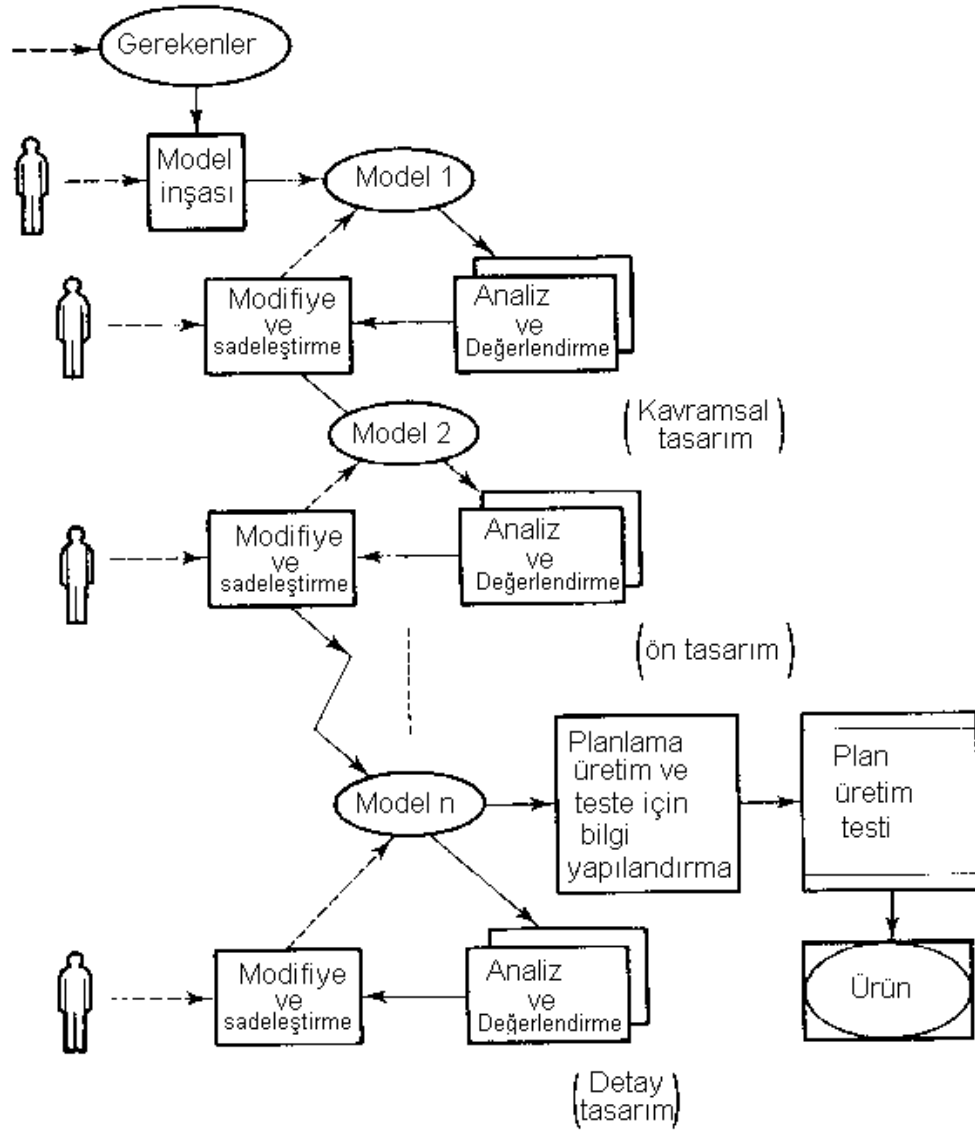 Gerekenler
Model
inşası
Model 1
Modifiye
ve
sadeleştirme
Analiz
ve
Değerlendirme
(Kavramsal
tasarım)
Model 2
Modifiye
ve
sadeleştirme
Analiz
ve
Değerlendirme
(ön tasarım)
Planlama
üretim ve
teste için
bilgi
yapılandırma
Plan
üretim
testi
Model n
Modifiye
ve
sadeleştirme
Analiz
ve
Değerlendirme
Ürün
(Detay
tasarım)